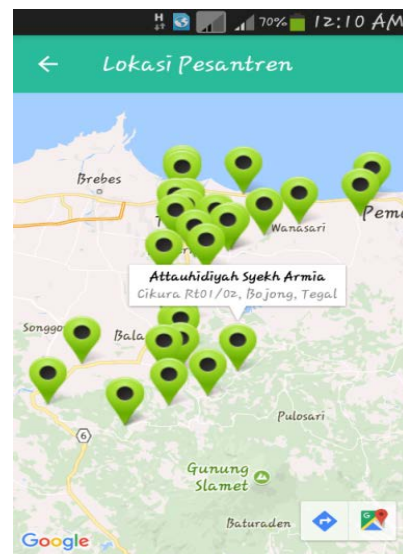 H
70% 12:10 AM
Lokasi Pesantren
Brebes
Wanasari
Attauhidiyah Syekh Armia
Cikura Rt01/02, Bojong, Tegal
Songgo
Bala
6
Pulosari
Gunung
Slamet
Baturaden
Google